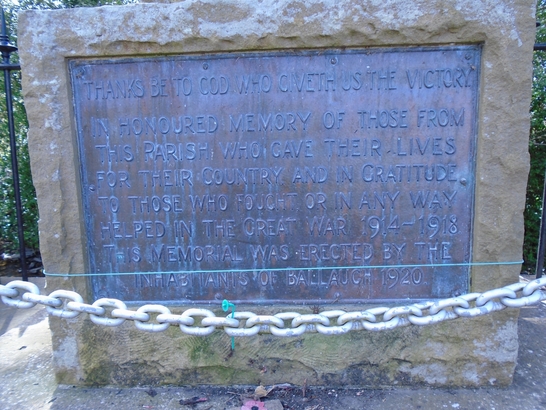 THANKS BE TO GOD WHO GIVETH US THE VICTORY
IN HONOURED MEMORY OF THOSE FROM
THIS PARISH, WHO GAVE THEIR LIVES
FOR THEIR COUNTRY AND IN GRATITUDE
TO THOSE WHO FOUGHT OR IN ANY WAY
HELPED IN THE GREAT WAR 1914-1918
THIS MEMORIAL WAS ERECTED BY THE
INHABITANTS OF BALLAUGH 1920